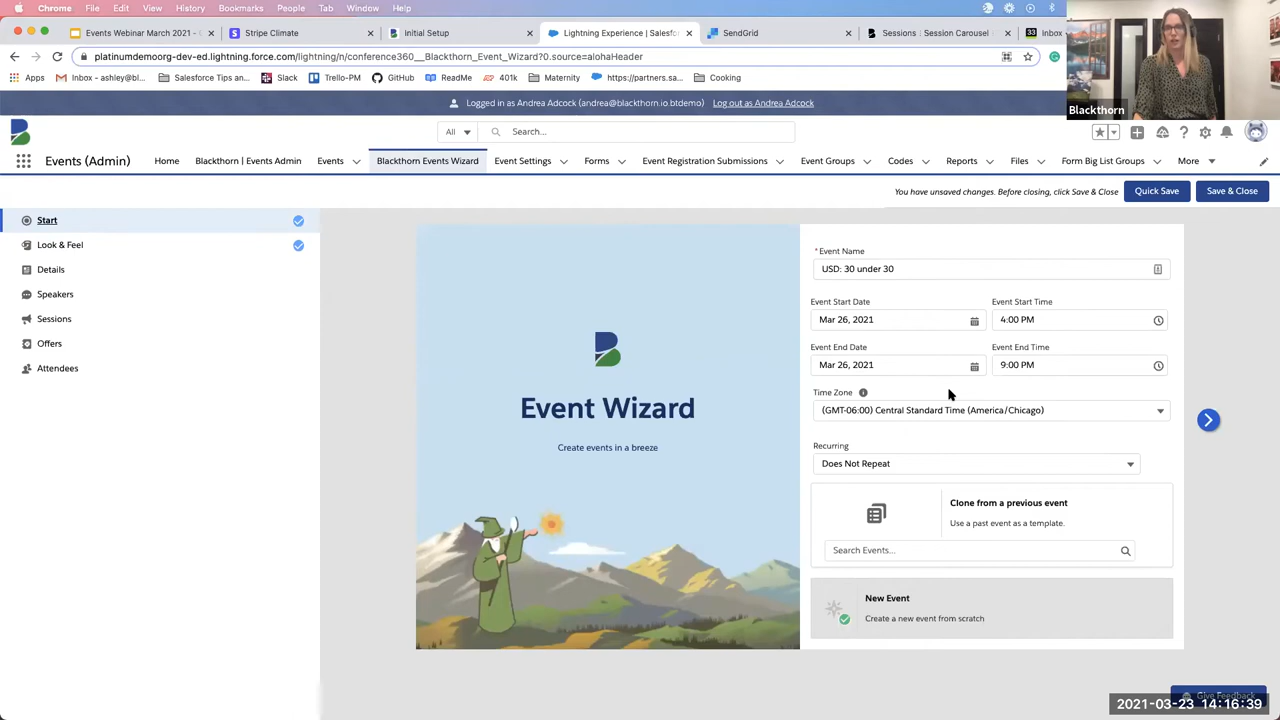 Chrome File Edit View History Bookmarks People Tab Window Help
Events Webinar March 2021 -
Stripe Climate
Initial Setup
Lightning Experience | Salesfo
SendGrid
Sessions | Session Carousel
33 Inbox
platinumdemoorg-dev-ed.lightning.force.com/lightning/n/conference360__Blackthorn_Event_Wizard?0.source=alohaHeader
Apps Inbox - ashley@bl... Salesforce Tips an... Slack Trello-PM GitHub ReadMe 401k Maternity https://partners.sa... Cooking
Blackthorn
Logged in as Andrea Adcock (andrea@blackthorn.io.btdemo) Log out as Andrea Adcock
All Search...
Events (Admin) Home Blackthorn | Events Admin Events Blackthorn Events Wizard Event Settings Forms Event Registration Submissions Event Groups Codes Reports Files Form Big List Groups More
You have unsaved changes. Before closing, click Save & Close Quick Save Save & Close
Start
Look & Feel
Details
Speakers
Sessions
Offers
Attendees
Event Wizard
Create events in a breeze
* Event Name
USD: 30 under 30
Event Start Date Event Start Time
Mar 26, 2021 4:00 PM
Event End Date Event End Time
Mar 26, 2021 9:00 PM
Time Zone
(GMT-06:00) Central Standard Time (America/Chicago)
Recurring
Does Not Repeat
Clone from a previous event
Use a past event as a template.
Search Events...
New Event
Create a new event from scratch
Give Feedback
2021-03-23 14:16:39